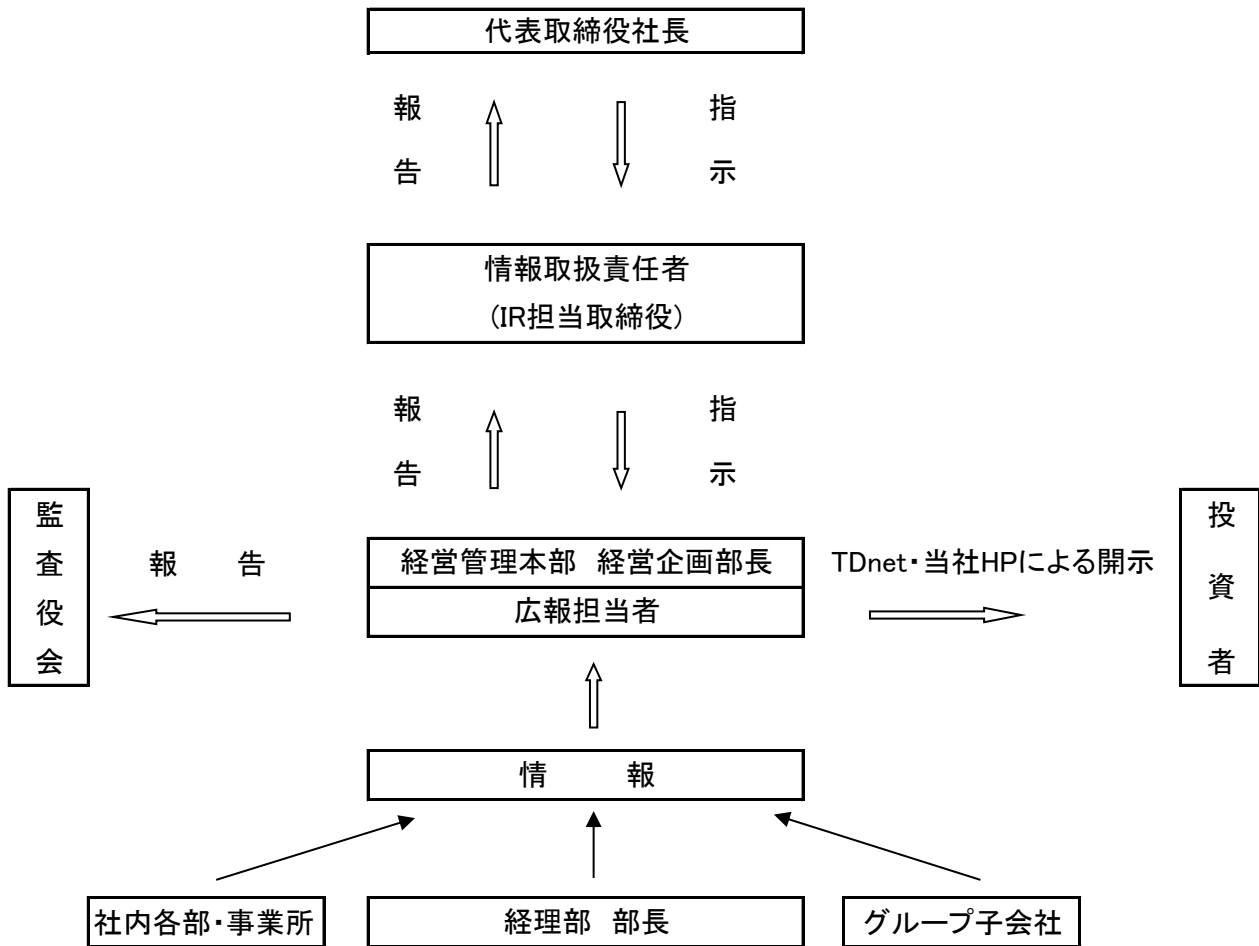 代表取締役社長
報告
指示
情報取扱責任者
(IR担当取締役)
報告
指示
監査役会
報　告
経営管理本部　経営企画部長
広報担当者
TDnet・当社HPによる開示
投資者
情　報
社内各部・事業所
経理部　部長
グループ子会社